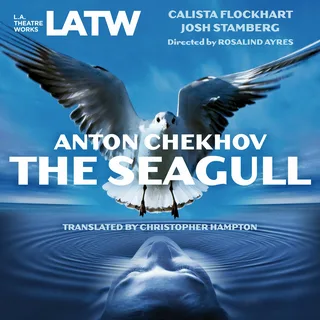 L.A.
THEATRE
WORKS
LATW
CALISTA FLOCKHART
JOSH STAMBERG
Directed by ROSALIND AYRES
ANTON CHEKHOV
THE SEAGULL
TRANSLATED BY CHRISTOPHER HAMPTON